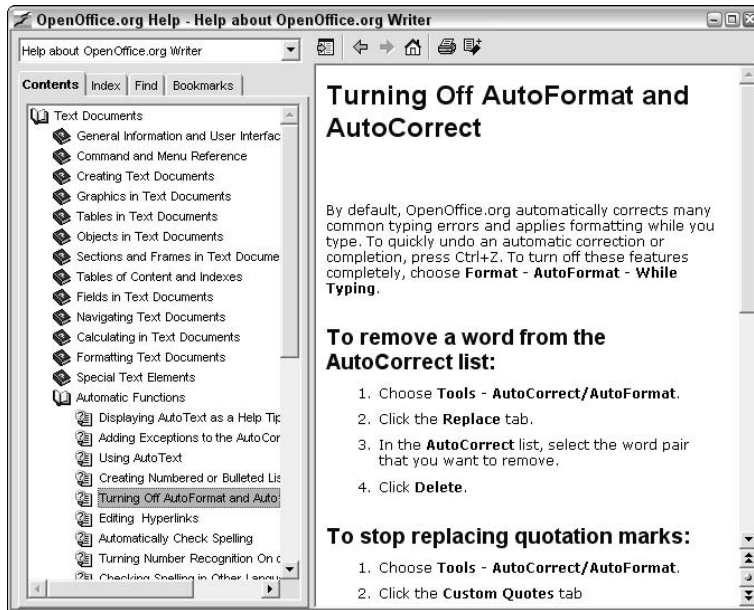 OpenOffice.org Help - Help about OpenOffice.org Writer
Help about OpenOffice.org Writer
Contents Index Find Bookmarks
Text Documents
General Information and User Interfac
Command and Menu Reference
Creating Text Documents
Graphics in Text Documents
Tables in Text Documents
Objects in Text Documents
Sections and Frames in Text Docume
Tables of Content and Indexes
Fields in Text Documents
Navigating Text Documents
Calculating in Text Documents
Formatting Text Documents
Special Text Elements
Automatic Functions
Displaying AutoText as a Help Tip
Adding Exceptions to the AutoCor
Using AutoText
Creating Numbered or Bulleted Lis
Turning Off AutoFormat and Auto
Editing Hyperlinks
Automatically Check Spelling
Turning Number Recognition On o
Checking Spelling in Other Langu
Turning Off AutoFormat and
AutoCorrect
By default, OpenOffice.org automatically corrects many
common typing errors and applies formatting while you
type. To quickly undo an automatic correction or
completion, press Ctrl+Z. To turn off these features
completely, choose Format - AutoFormat - While
Typing.
To remove a word from the
AutoCorrect list:
1. Choose Tools - AutoCorrect/AutoFormat.
2. Click the Replace tab.
3. In the AutoCorrect list, select the word pair
that you want to remove.
4. Click Delete.
To stop replacing quotation marks:
1. Choose Tools - AutoCorrect/AutoFormat.
2. Click the Custom Quotes tab